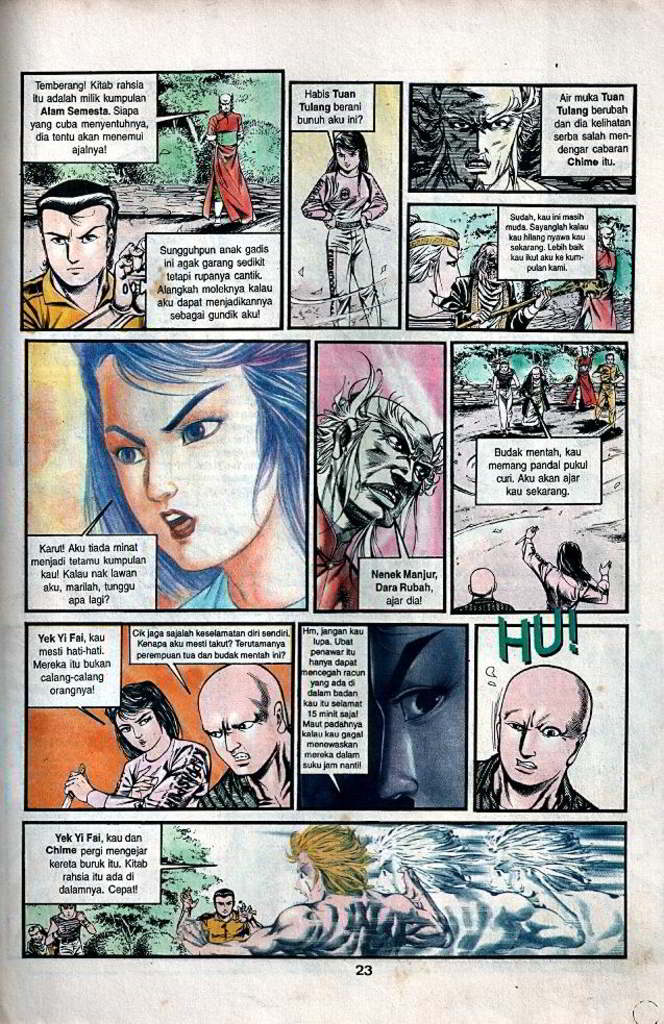 Temberang! Kitab rahsia
itu adalah milik kumpulan
Alam Semesta. Siapa
yang cuba menyentuhnya,
dia tentu akan menemui
ajalnya!
Sungguhpun anak gadis
ini agak garang sedikit
tetapi rupanya cantik.
Alangkah moleknya kalau
aku dapat menjadikannya
sebagai gundik aku!
Habis Tuan
Tulang berani
bunuh aku ini?
Air muka Tuan
Tulang berubah
dan dia kelihatan
serba salah men-
dengar cabaran
Chime itu.
Sudah, kau ini masih
muda. Sayanglah kalau
kau hilang nyawa kau
sekarang. Lebih baik
kau ikut aku ke kum-
pulan kami.
Karut! Aku tiada minat
menjadi tetamu kumpulan
kau! Kalau nak lawan
aku, marilah, tunggu
apa lagi?
Nenek Manjur,
Dara Rubah,
ajar dia!
Budak mentah, kau
memang pandai pukul
curi. Aku akan ajar
kau sekarang.
Yek Yi Fai, kau
mesti hati-hati.
Mereka itu bukan
calang-calang
orangnya!
Cik jaga sajalah keselamatan diri sendiri.
Kenapa aku mesti takut? Terutamanya
perempuan tua dan budak mentah ini?
Hm, jangan kau
lupa. Ubat
penawar itu
hanya dapat
mencegah racun
yang ada di
dalam badan
kau itu selama
15 minit saja!
Maut padahnya
kalau kau gagal
menewaskan
mereka dalam
suku jam nanti!
HU!
Yek Yi Fai, kau dan
Chime pergi mengejar
kereta buruk itu. Kitab
rahsia itu ada di
dalamnya. Cepat!
23